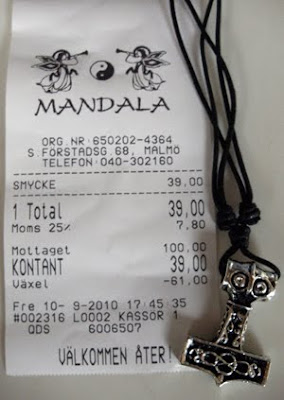 MANDALA
ORG.NR:650202-4364
S.FÖRSTADSG.68, MALMÖ
TELEFON:040-302160
SMYCKE 39,00
1 Total 39,00
Moms 25% 7,80
Mottaget 100,00
KONTANT 39,00
Växel -61,00
Fre 10- 9-2010 17:45:35
#002316 L0002 KASSOR 1
QDS 6006507
VÄLKOMMEN ÅTER!